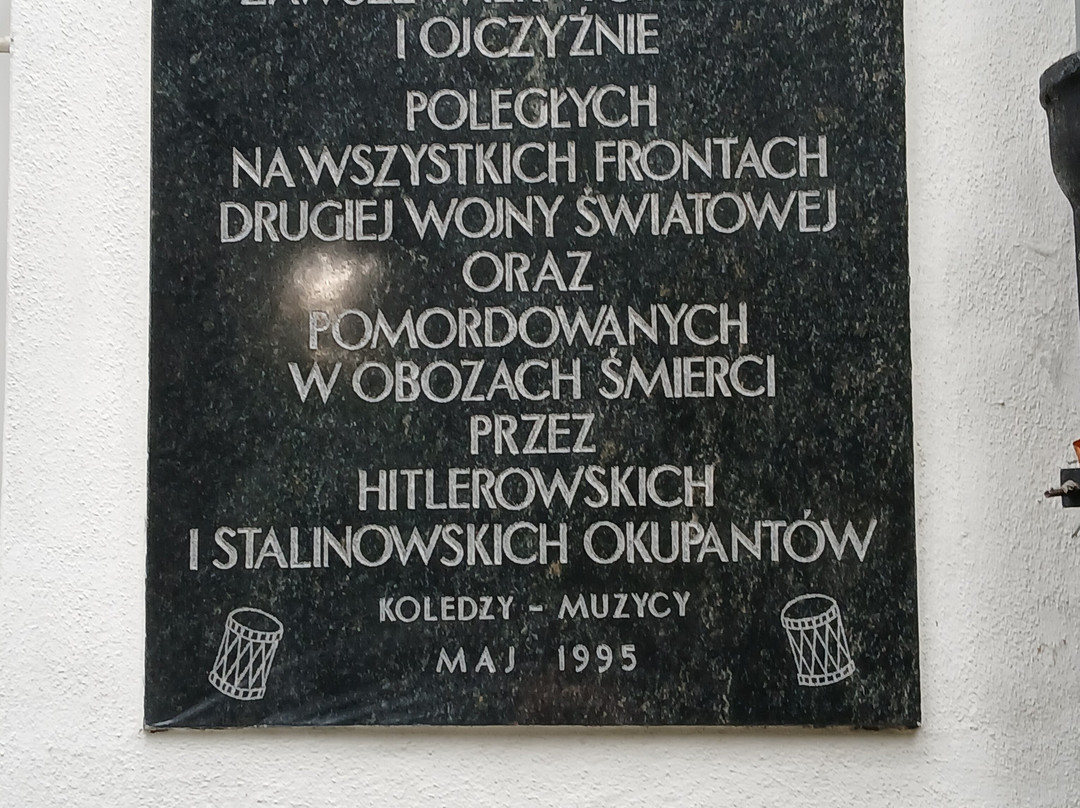 ZAWSZE
I OJCZYŹNIE
POLEGŁYCH
NA WSZYSTKICH FRONTACH
DRUGIEJ WOJNY ŚWIATOWEJ
ORAZ
POMORDOWANYCH
W OBOZACH ŚMIERCI
PRZEZ
HITLEROWSKICH
I STALINOWSKICH OKUPANTÓW
KOLEDZY - MUZYCY
MAJ 1995